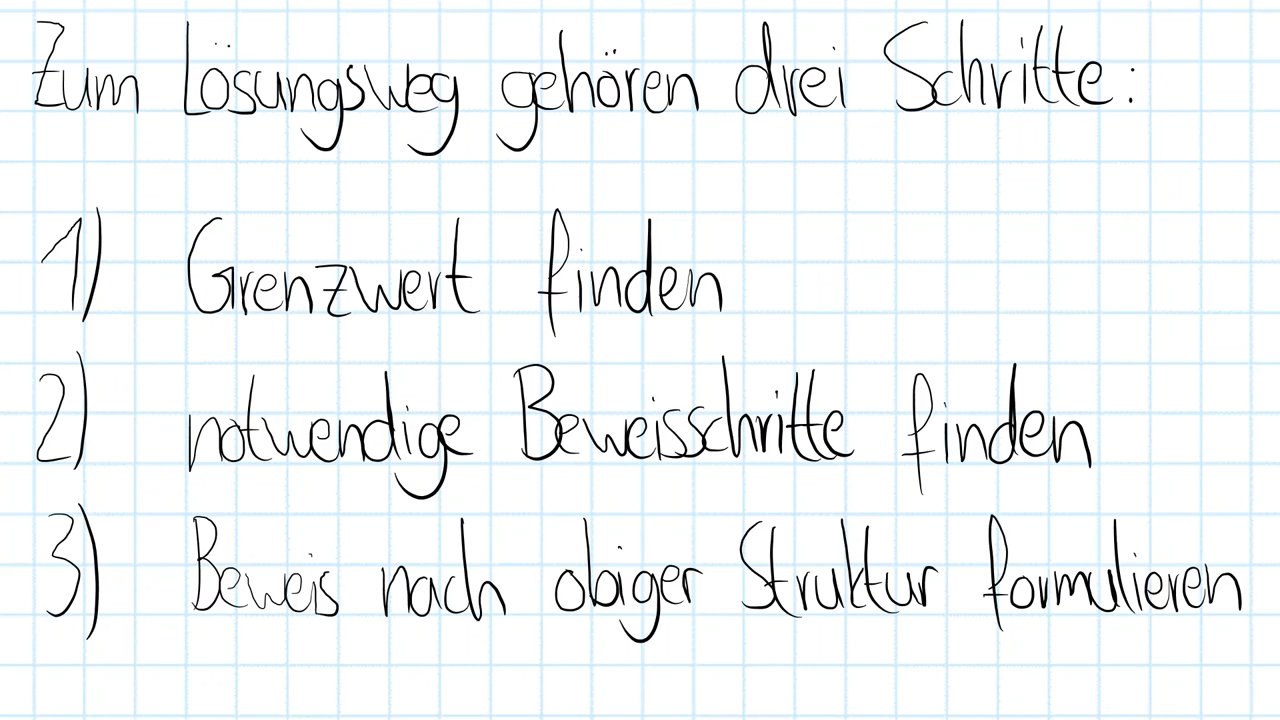 Zum Lösungsweg gehören drei Schritte:
1) Grenzwert finden
2) notwendige Beweisschritte finden
3) Beweis nach obiger Struktur formulieren